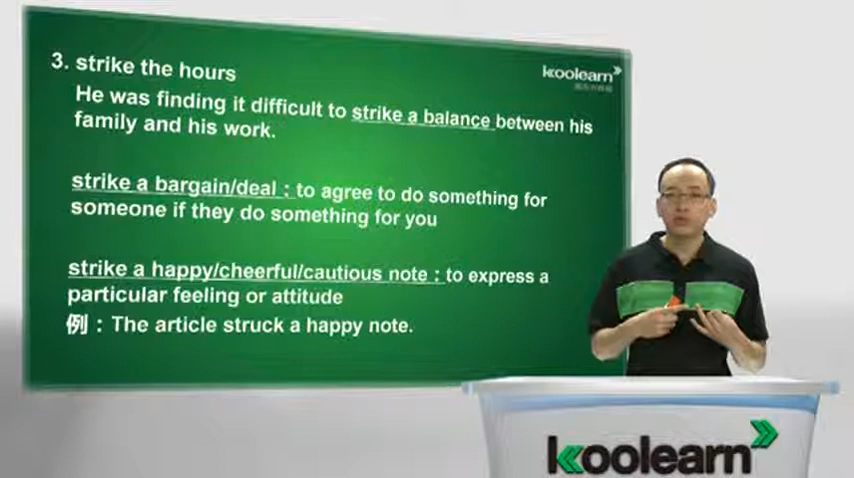 3. strike the hours
He was finding it difficult to strike a balance between his
family and his work.
strike a bargain/deal : to agree to do something for
someone if they do something for you
strike a happy/cheerful/cautious note : to express a
particular feeling or attitude
例 : The article struck a happy note.
koolearn
koolearn